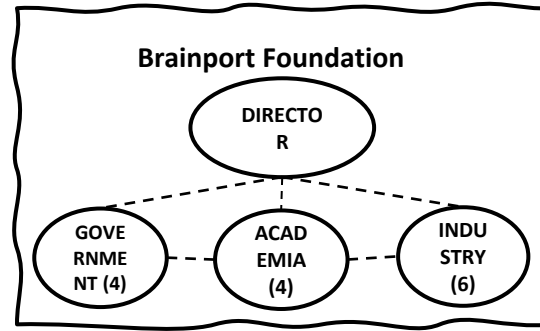 Brainport Foundation
DIRECTO
R
GOVE
RNME
NT (4)
ACAD
EMIA
(4)
INDU
STRY
(6)